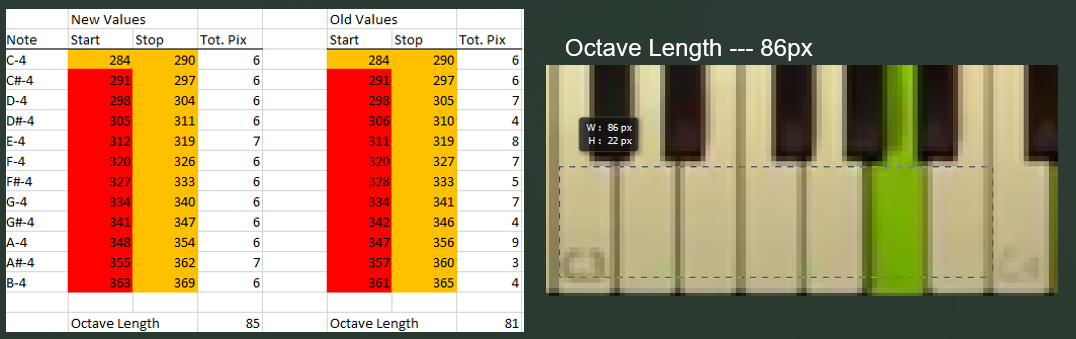 New Values Old Values
Note Start Stop Tot. Pix Start Stop Tot. Pix
C-4 284 290 6 284 290 6
C#-4 291 297 6 291 297 6
D-4 298 304 6 298 305 7
D#-4 305 311 6 306 310 4
E-4 312 319 7 311 319 8
F-4 320 326 6 320 327 7
F#-4 327 333 6 328 333 5
G-4 334 340 6 334 341 7
G#-4 341 347 6 342 346 4
A-4 348 354 6 347 356 9
A#-4 355 362 7 357 360 3
B-4 363 369 6 361 365 4
Octave Length 85 Octave Length 81
Octave Length --- 86px
W: 86 px
H: 22 px
C3 C4